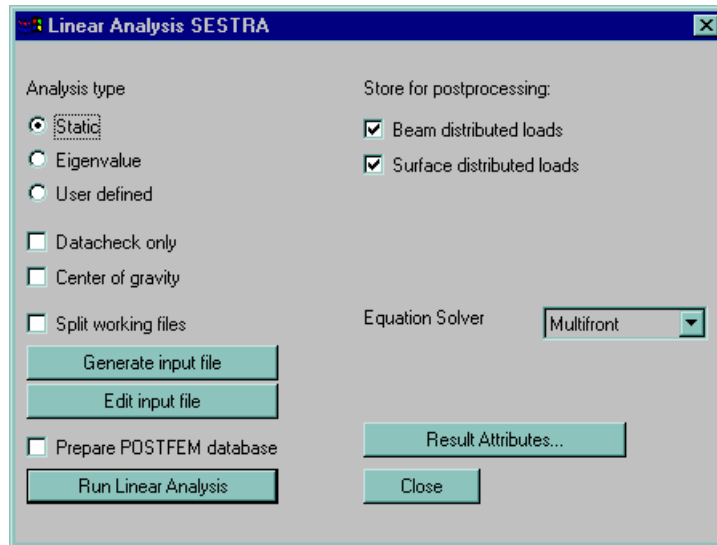 Linear Analysis SESTRA
Analysis type
Static
Eigenvalue
User defined
Datacheck only
Center of gravity
Split working files
Generate input file
Edit input file
Prepare POSTFEM database
Run Linear Analysis
Store for postprocessing:
Beam distributed loads
Surface distributed loads
Equation Solver
Multifront
Result Attributes...
Close